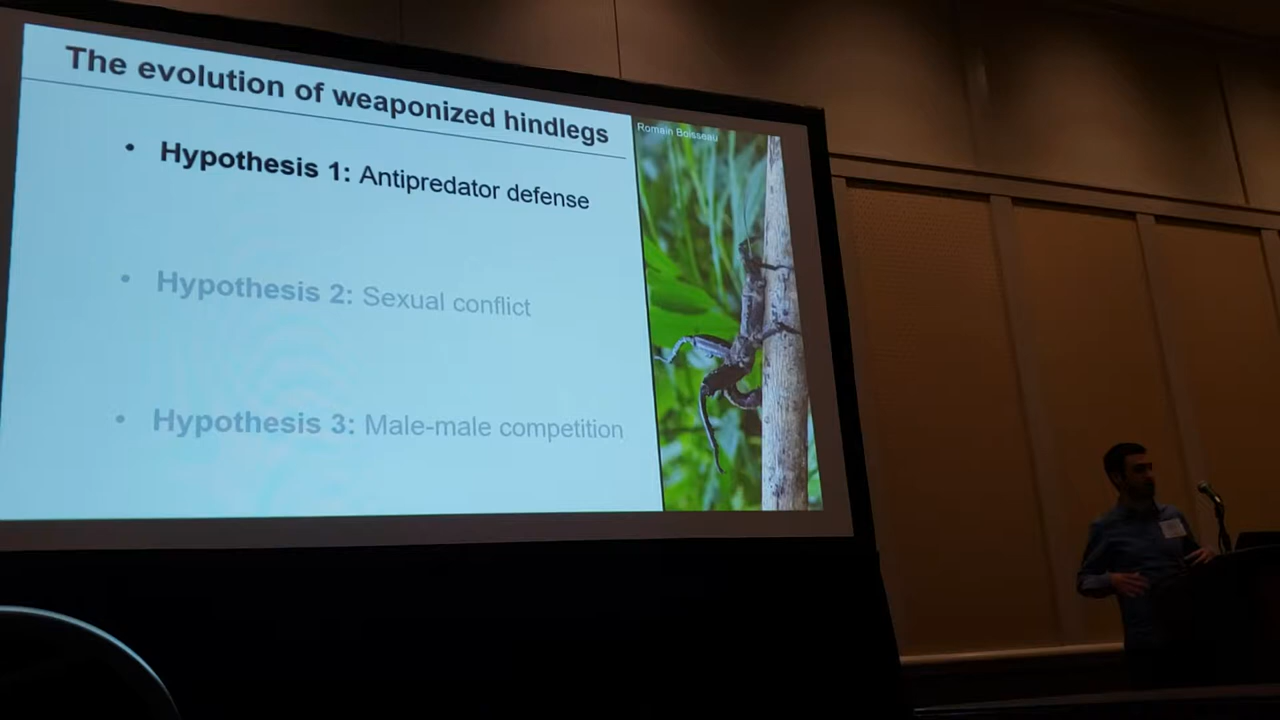 The evolution of weaponized hindlegs
• Hypothesis 1: Antipredator defense
• Hypothesis 2: Sexual conflict
• Hypothesis 3: Male-male competition
Romain Boisseau